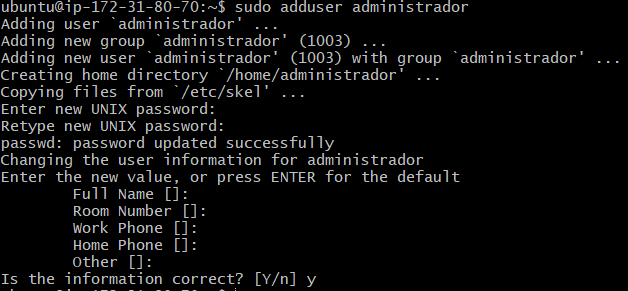 ubuntu@ip-172-31-80-70:~$ sudo adduser administrador
Adding user `administrador' ...
Adding new group `administrador' (1003) ...
Adding new user `administrador' (1003) with group `administrador' ...
Creating home directory `/home/administrador' ...
Copying files from `/etc/skel' ...
Enter new UNIX password:
Retype new UNIX password:
passwd: password updated successfully
Changing the user information for administrador
Enter the new value, or press ENTER for the default
Full Name []:
Room Number []:
Work Phone []:
Home Phone []:
Other []:
Is the information correct? [Y/n] y